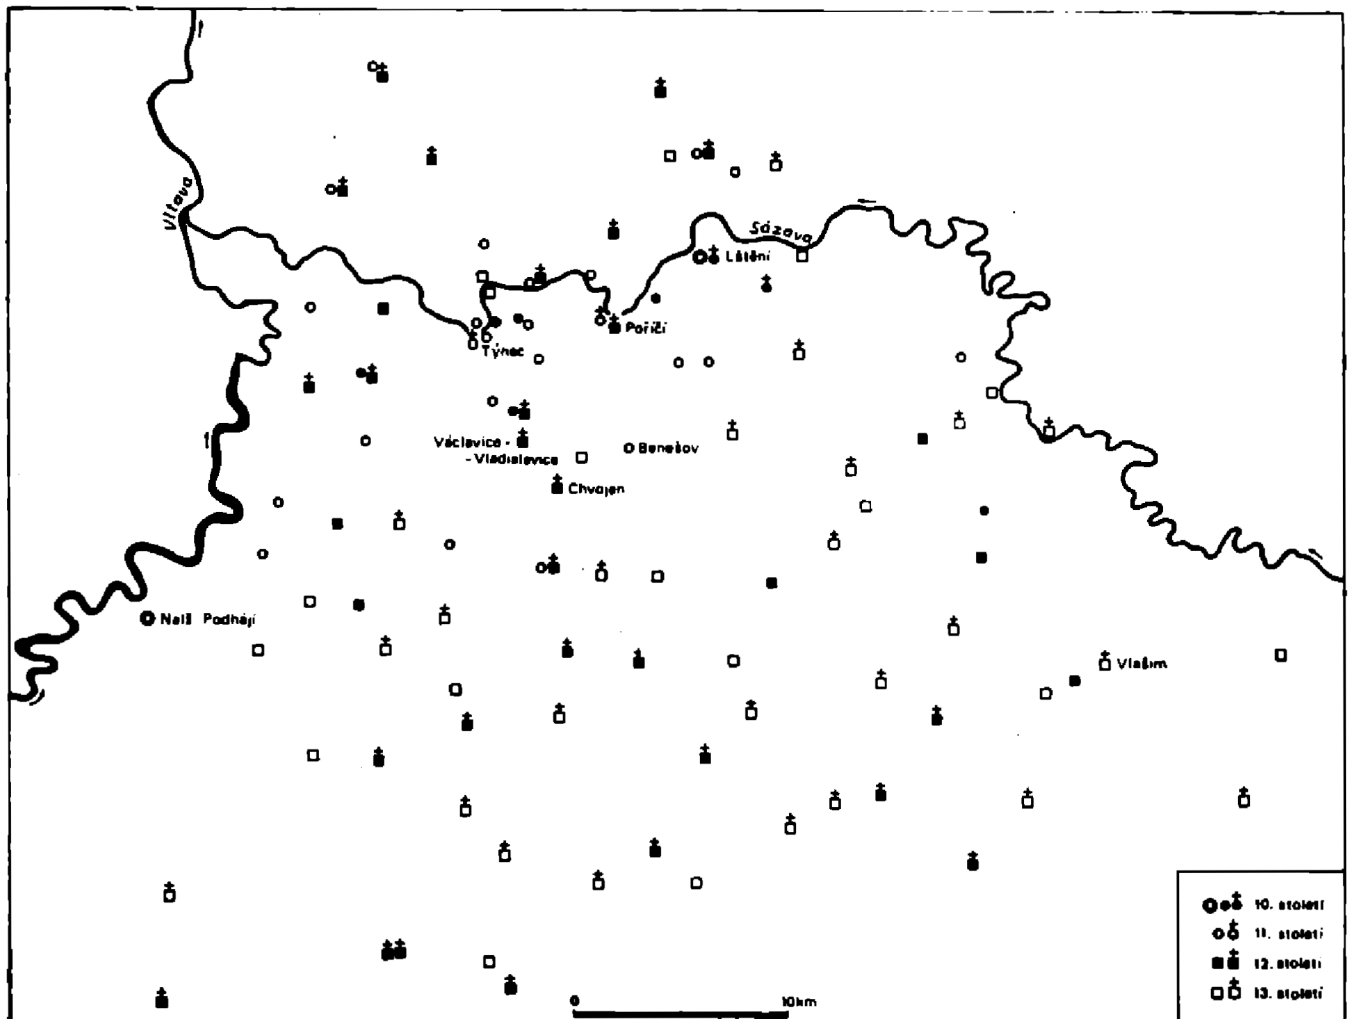 Vltava
Sázava
Lštění
Poříčí
Týnec
Václavice -
- Vladislavice
Benešov
Chvojen
Podhájí
Vlašim
10. století
11. století
12. století
13. století
0 10km